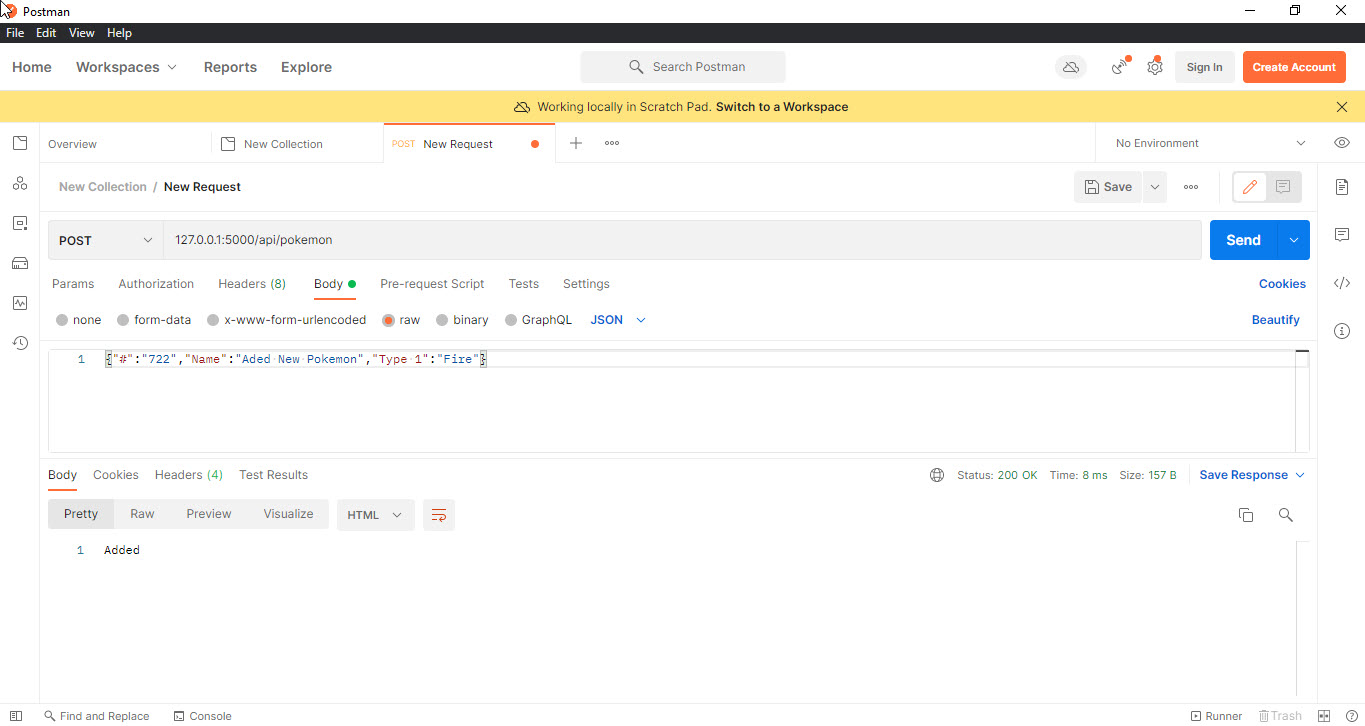 Postman
File Edit View Help
Home Workspaces Reports Explore Search Postman Sign In Create Account
Working locally in Scratch Pad. Switch to a Workspace
Overview New Collection POST New Request No Environment
New Collection / New Request Save
POST 127.0.0.1:5000/api/pokemon Send
Params Authorization Headers (8) Body Pre-request Script Tests Settings Cookies
none form-data x-www-form-urlencoded raw binary GraphQL JSON Beautify
1 {"#":"722","Name":"Aded New Pokemon","Type 1":"Fire"}
Body Cookies Headers (4) Test Results Status: 200 OK Time: 8 ms Size: 157 B Save Response
Pretty Raw Preview Visualize HTML
1 Added
Find and Replace Console Runner Trash